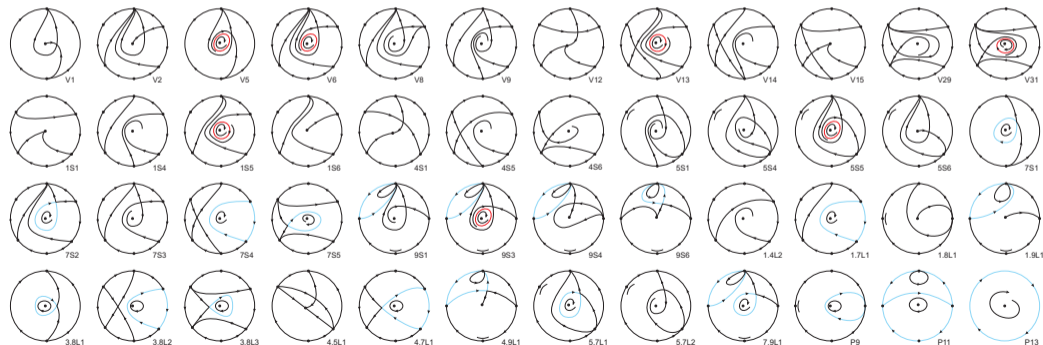 V1 V2 V5 V6 V8 V9 V12 V13 V14 V15 V29 V31
1S1 1S4 1S5 1S6 4S1 4S5 4S6 5S1 5S4 5S5 5S6 7S1
7S2 7S3 7S4 7S5 9S1 9S3 9S4 9S6 1.4L2 1.7L1 1.8L1 1.9L1
3.8L1 3.8L2 3.8L3 4.5L1 4.7L1 4.9L1 5.7L1 5.7L2 7.9L1 P9 P11 P13